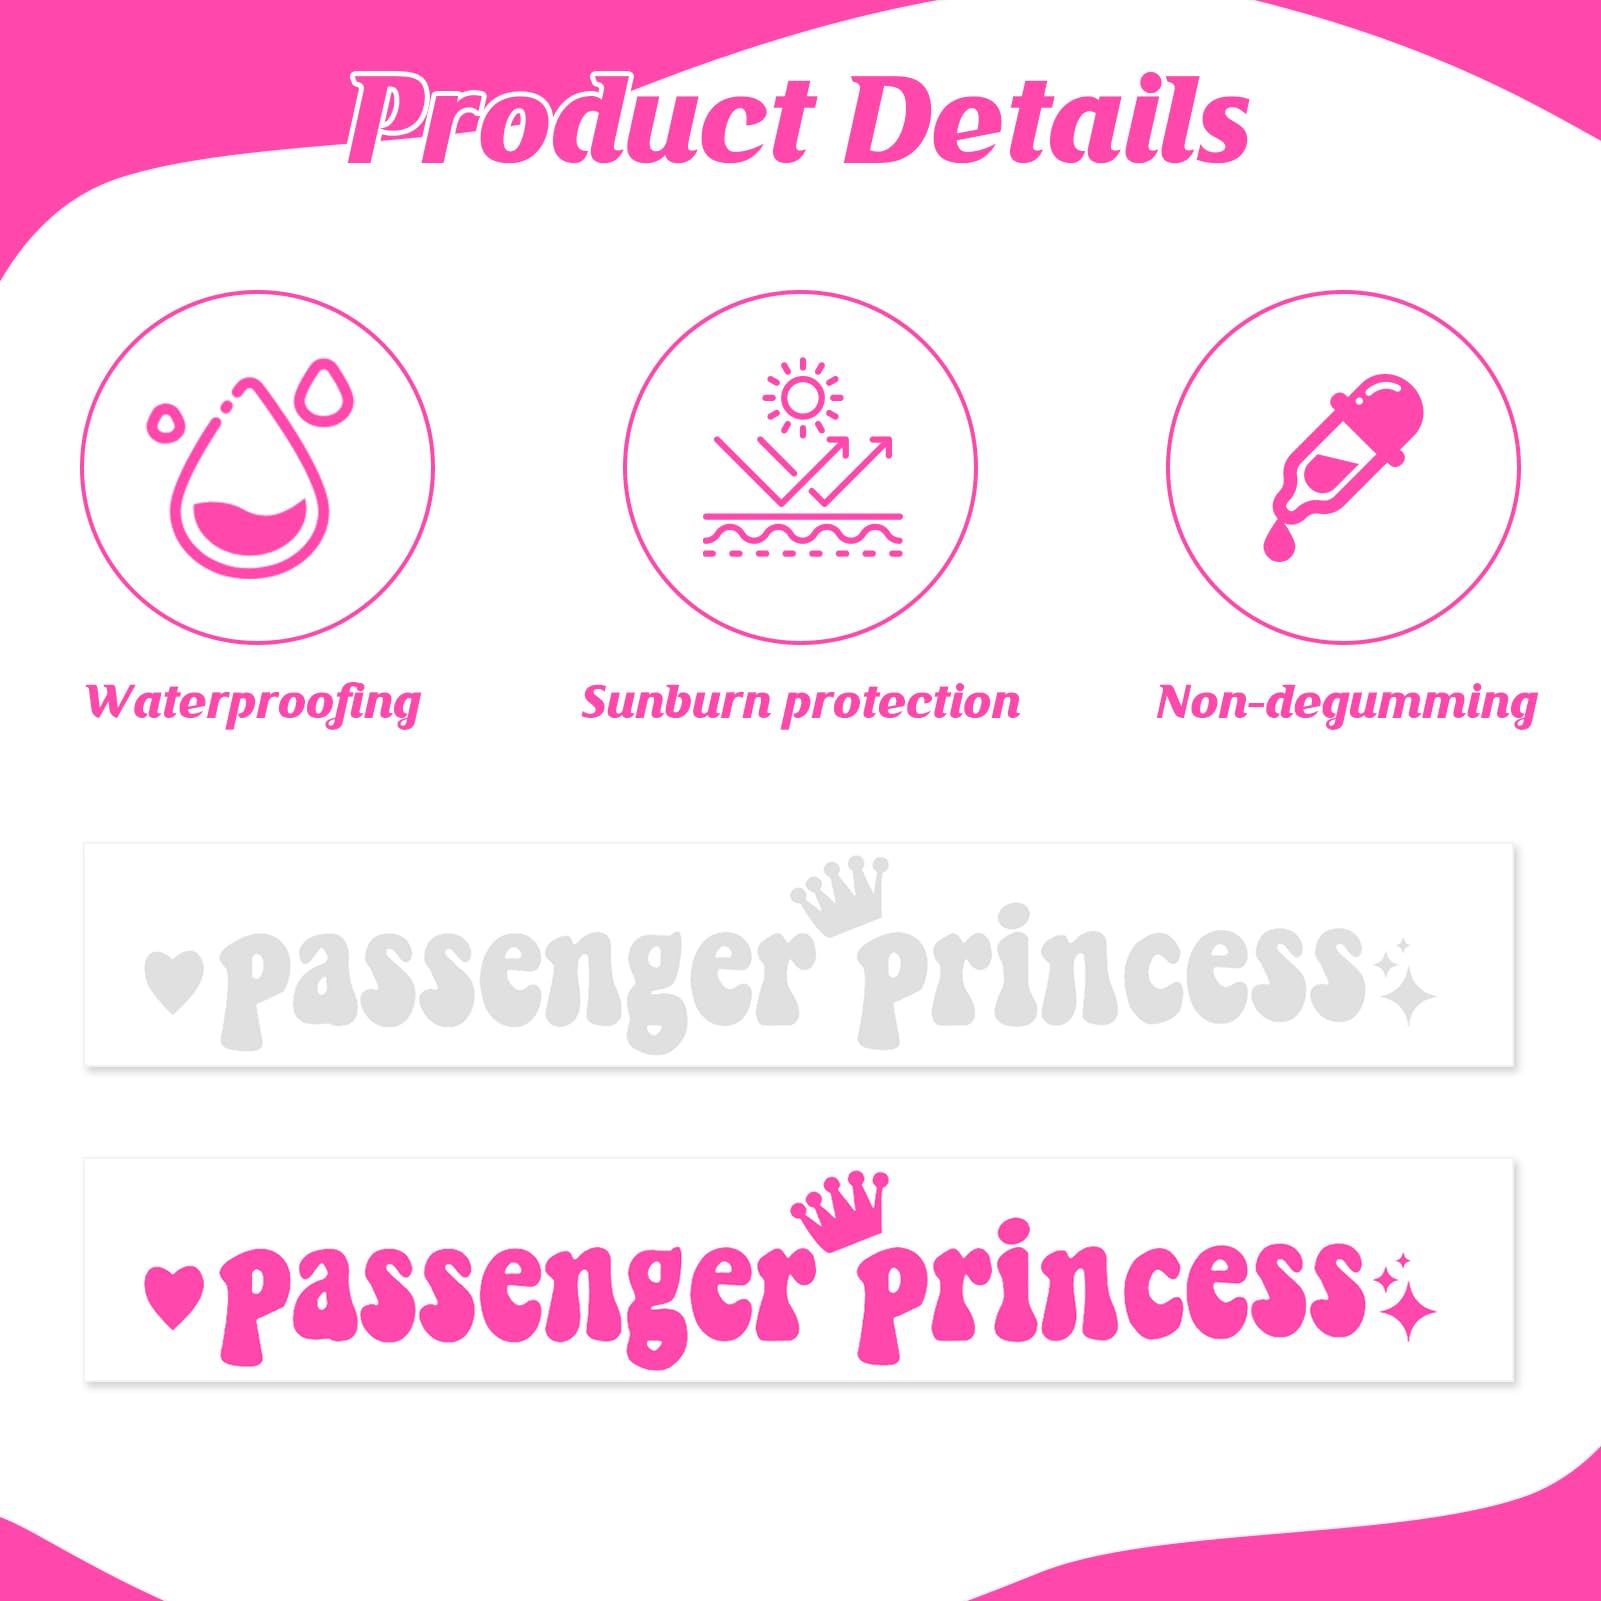 Product Details
Waterproofing
Sunburn protection
Non-degumming
passenger princess
passenger princess